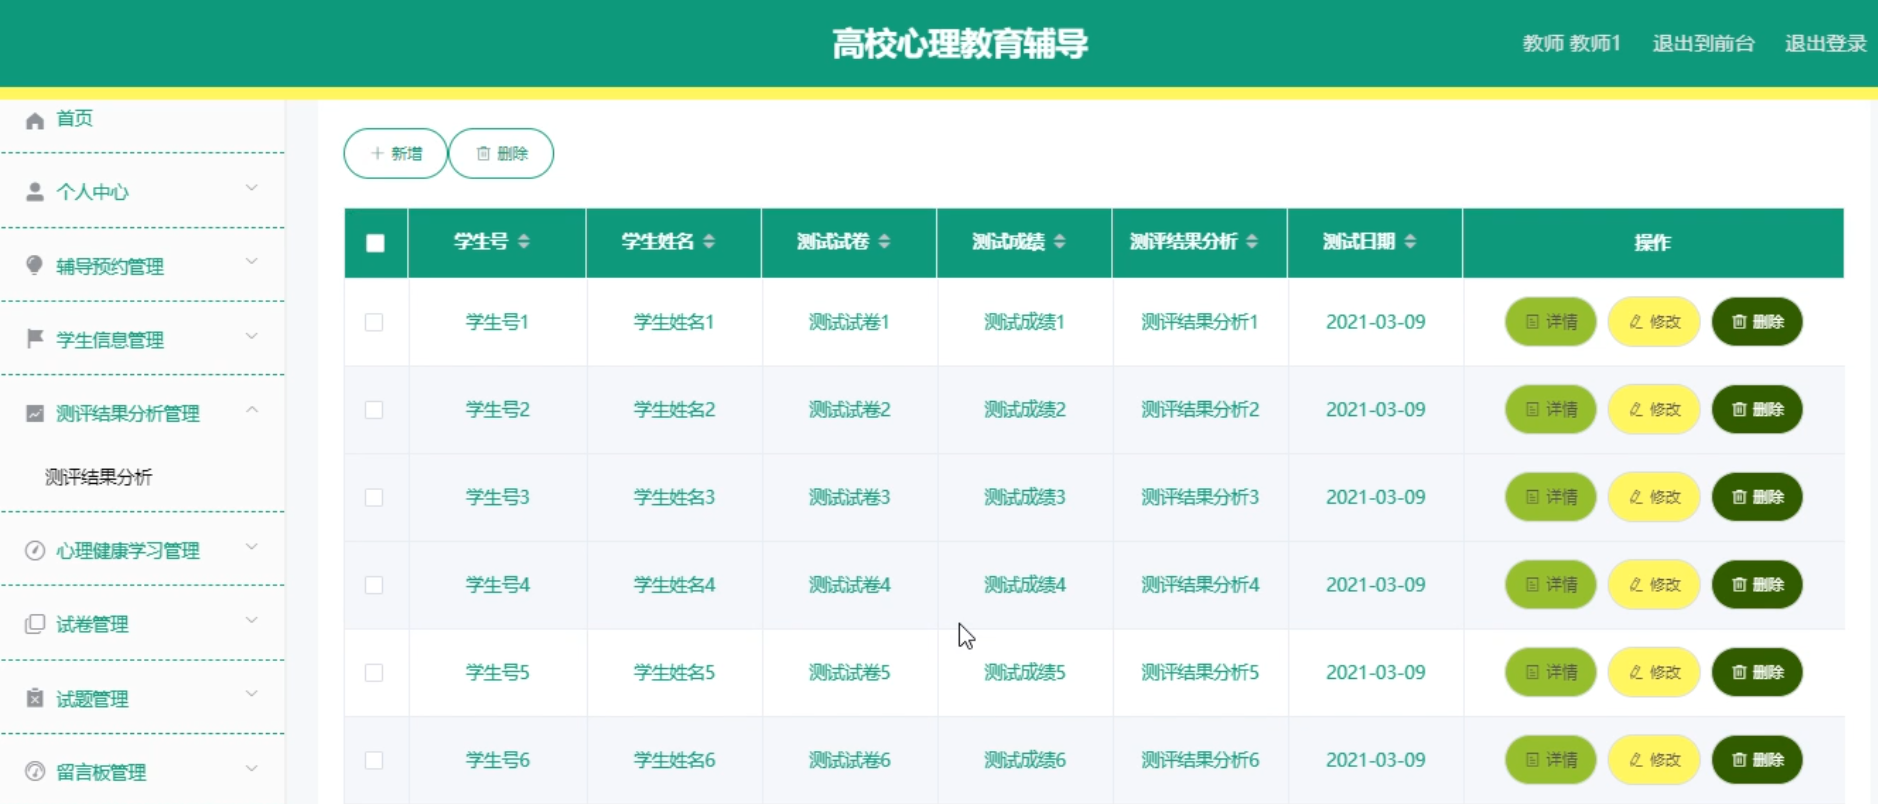 高校心理教育辅导
教师 教师1 退出到前台 退出登录
首页
个人中心
辅导预约管理
学生信息管理
测评结果分析管理
测评结果分析
心理健康学习管理
试卷管理
试题管理
留言板管理
新增 删除
学生号 学生姓名 测试试卷 测试成绩 测评结果分析 测试日期 操作
学生号1 学生姓名1 测试试卷1 测试成绩1 测评结果分析1 2021-03-09 详情 修改 删除
学生号2 学生姓名2 测试试卷2 测试成绩2 测评结果分析2 2021-03-09 详情 修改 删除
学生号3 学生姓名3 测试试卷3 测试成绩3 测评结果分析3 2021-03-09 详情 修改 删除
学生号4 学生姓名4 测试试卷4 测试成绩4 测评结果分析4 2021-03-09 详情 修改 删除
学生号5 学生姓名5 测试试卷5 测试成绩5 测评结果分析5 2021-03-09 详情 修改 删除
学生号6 学生姓名6 测试试卷6 测试成绩6 测评结果分析6 2021-03-09 详情 修改 删除